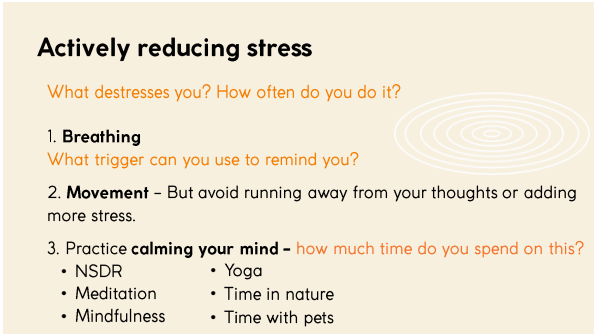 Actively reducing stress
What destresses you? How often do you do it?
1. Breathing
What trigger can you use to remind you?
2. Movement – But avoid running away from your thoughts or adding
more stress.
3. Practice calming your mind – how much time do you spend on this?
• NSDR
• Meditation
• Mindfulness
• Yoga
• Time in nature
• Time with pets